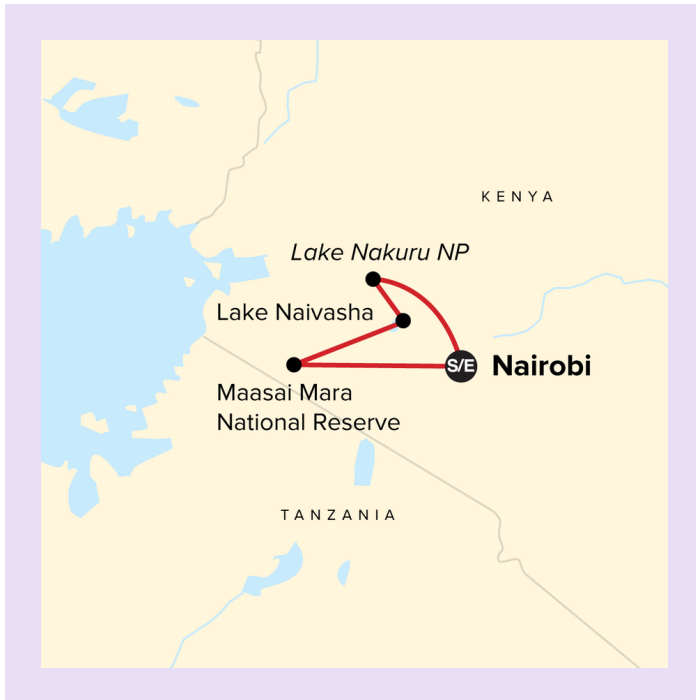 KENYA
Lake Nakuru NP
Lake Naivasha
S/E
Nairobi
Maasai Mara
National Reserve
TANZANIA